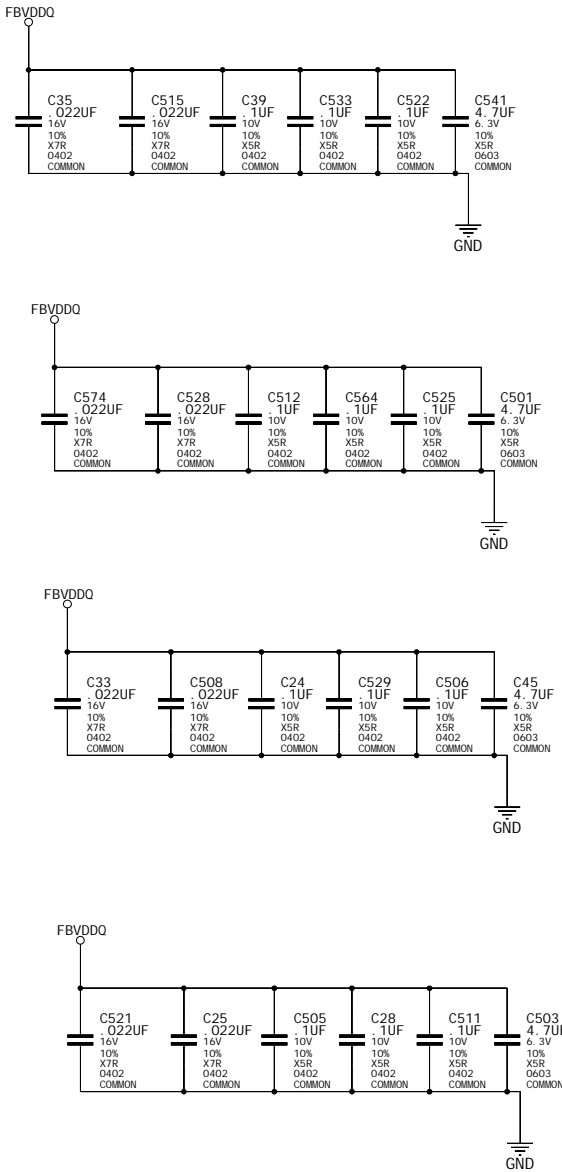 FBVDDQ
C35
.022UF
16V
10%
X7R
0402
COMMON
C515
.022UF
16V
10%
X7R
0402
COMMON
C39
.1UF
10V
10%
X5R
0402
COMMON
C533
.1UF
10V
10%
X5R
0402
COMMON
C522
.1UF
10V
10%
X5R
0402
COMMON
C541
4.7UF
6.3V
10%
X5R
0603
COMMON
GND
FBVDDQ
C574
.022UF
16V
10%
X7R
0402
COMMON
C528
.022UF
16V
10%
X7R
0402
COMMON
C512
.1UF
10V
10%
X5R
0402
COMMON
C564
.1UF
10V
10%
X5R
0402
COMMON
C525
.1UF
10V
10%
X5R
0402
COMMON
C501
4.7UF
6.3V
10%
X5R
0603
COMMON
GND
FBVDDQ
C33
.022UF
16V
10%
X7R
0402
COMMON
C508
.022UF
16V
10%
X7R
0402
COMMON
C24
.1UF
10V
10%
X5R
0402
COMMON
C529
.1UF
10V
10%
X5R
0402
COMMON
C506
.1UF
10V
10%
X5R
0402
COMMON
C45
4.7UF
6.3V
10%
X5R
0603
COMMON
GND
FBVDDQ
C521
.022UF
16V
10%
X7R
0402
COMMON
C25
.022UF
16V
10%
X7R
0402
COMMON
C505
.1UF
10V
10%
X5R
0402
COMMON
C28
.1UF
10V
10%
X5R
0402
COMMON
C511
.1UF
10V
10%
X5R
0402
COMMON
C503
4.7UF
6.3V
10%
X5R
0603
COMMON
GND